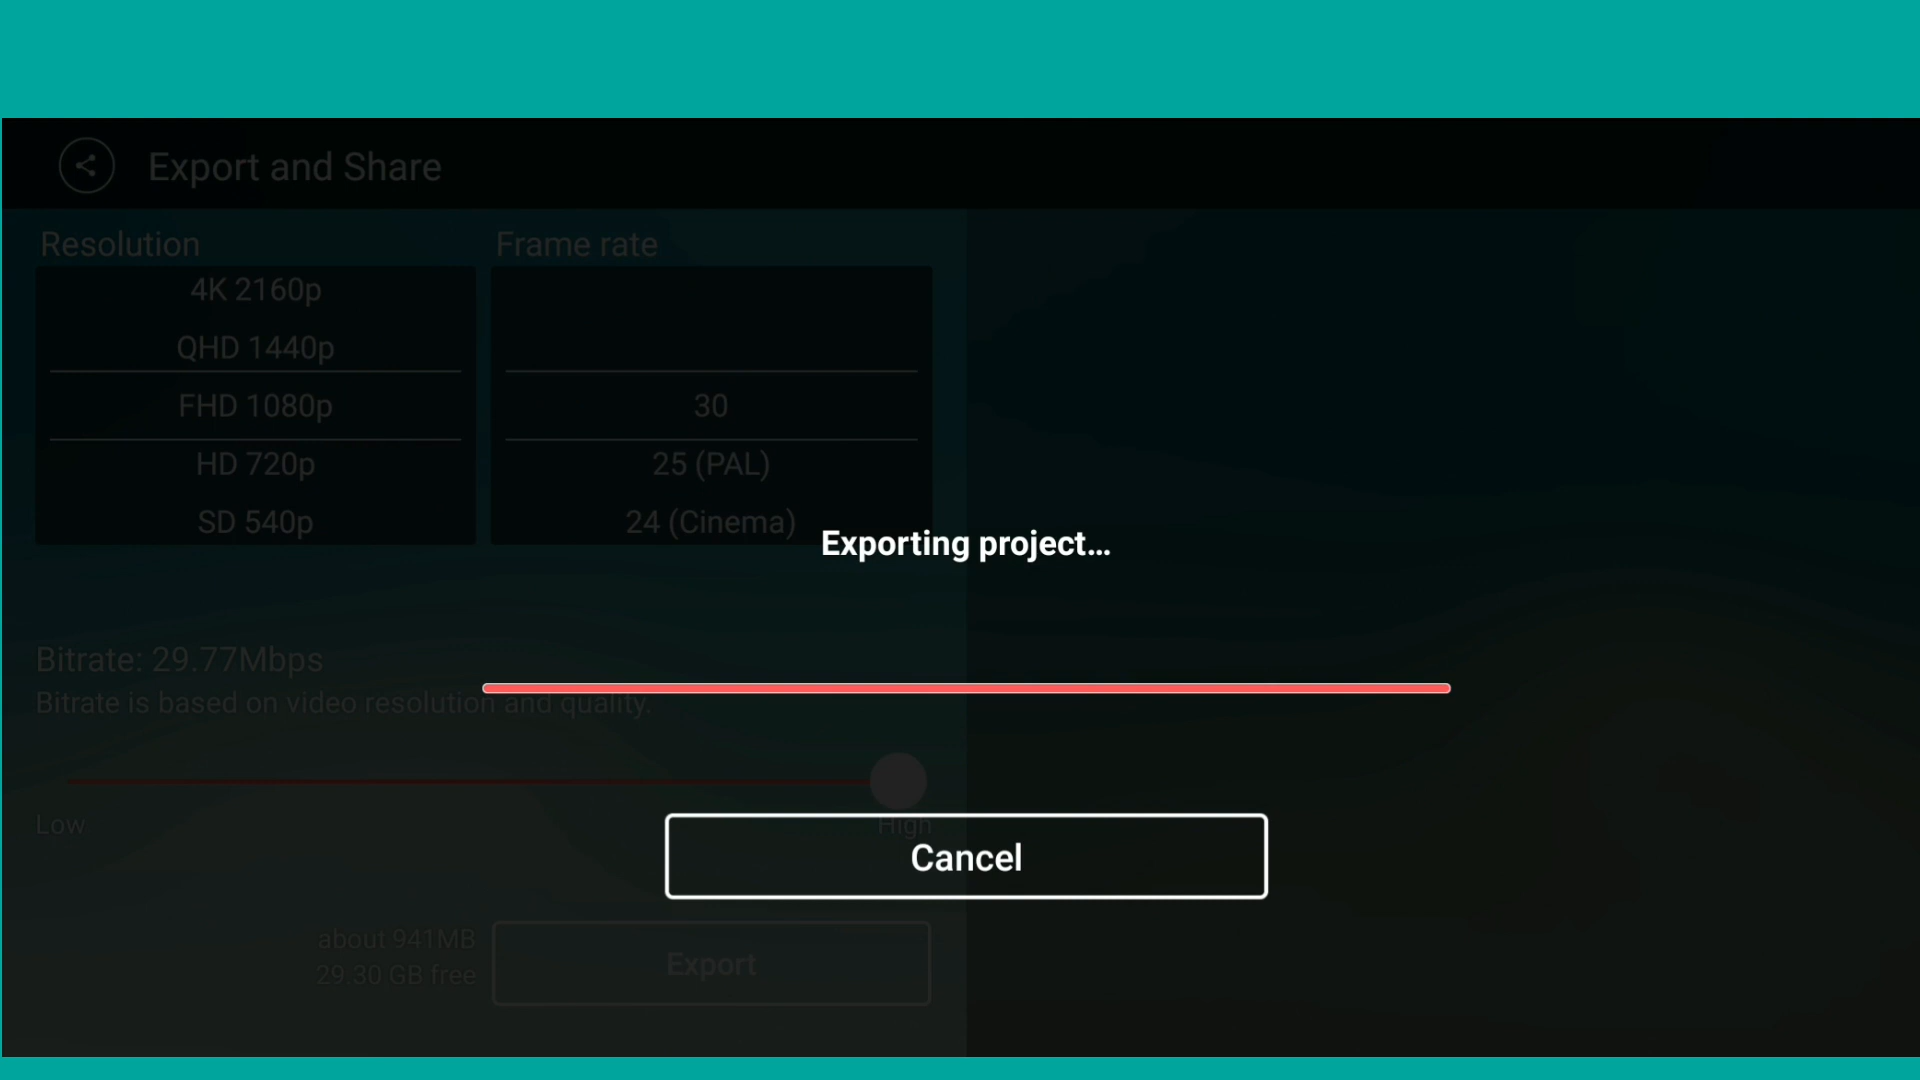 Export and Share
Resolution
Frame rate
4K 2160p
QHD 1440p
FHD 1080p
HD 720p
SD 540p
30
25 (PAL)
24 (Cinema)
Exporting project...
Bitrate: 29.77Mbps
Bitrate is based on video resolution and quality.
Low
High
Cancel
about 941MB
29.30 GB free
Export